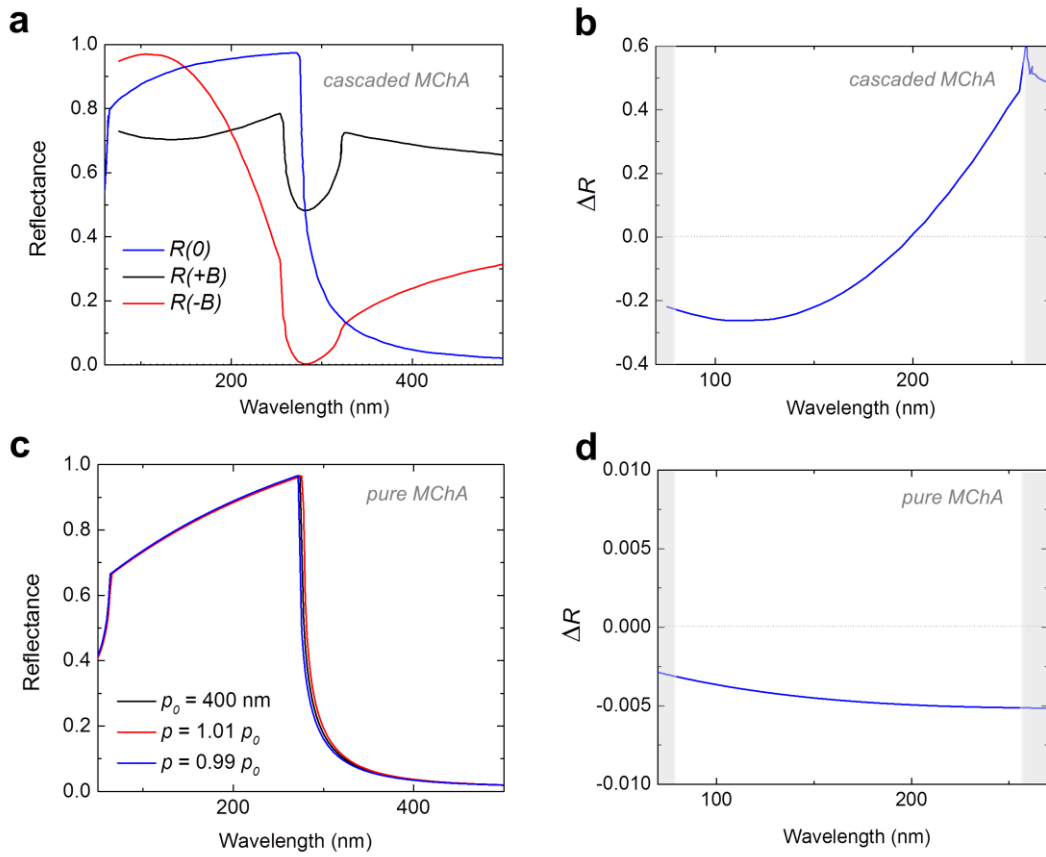 a
1.0
0.8
0.6
0.4
0.2
0.0
Reflectance
cascaded MChA
R(0)
R(+B)
R(-B)
200
400
Wavelength (nm)
b
0.6
0.4
0.2
0.0
-0.2
-0.4
ΔR
cascaded MChA
100
200
Wavelength (nm)
c
1.0
0.8
0.6
0.4
0.2
0.0
Reflectance
pure MChA
p0 = 400 nm
p = 1.01 p0
p = 0.99 p0
200
400
Wavelength (nm)
d
0.010
0.005
0.000
-0.005
-0.010
ΔR
pure MChA
100
200
Wavelength (nm)